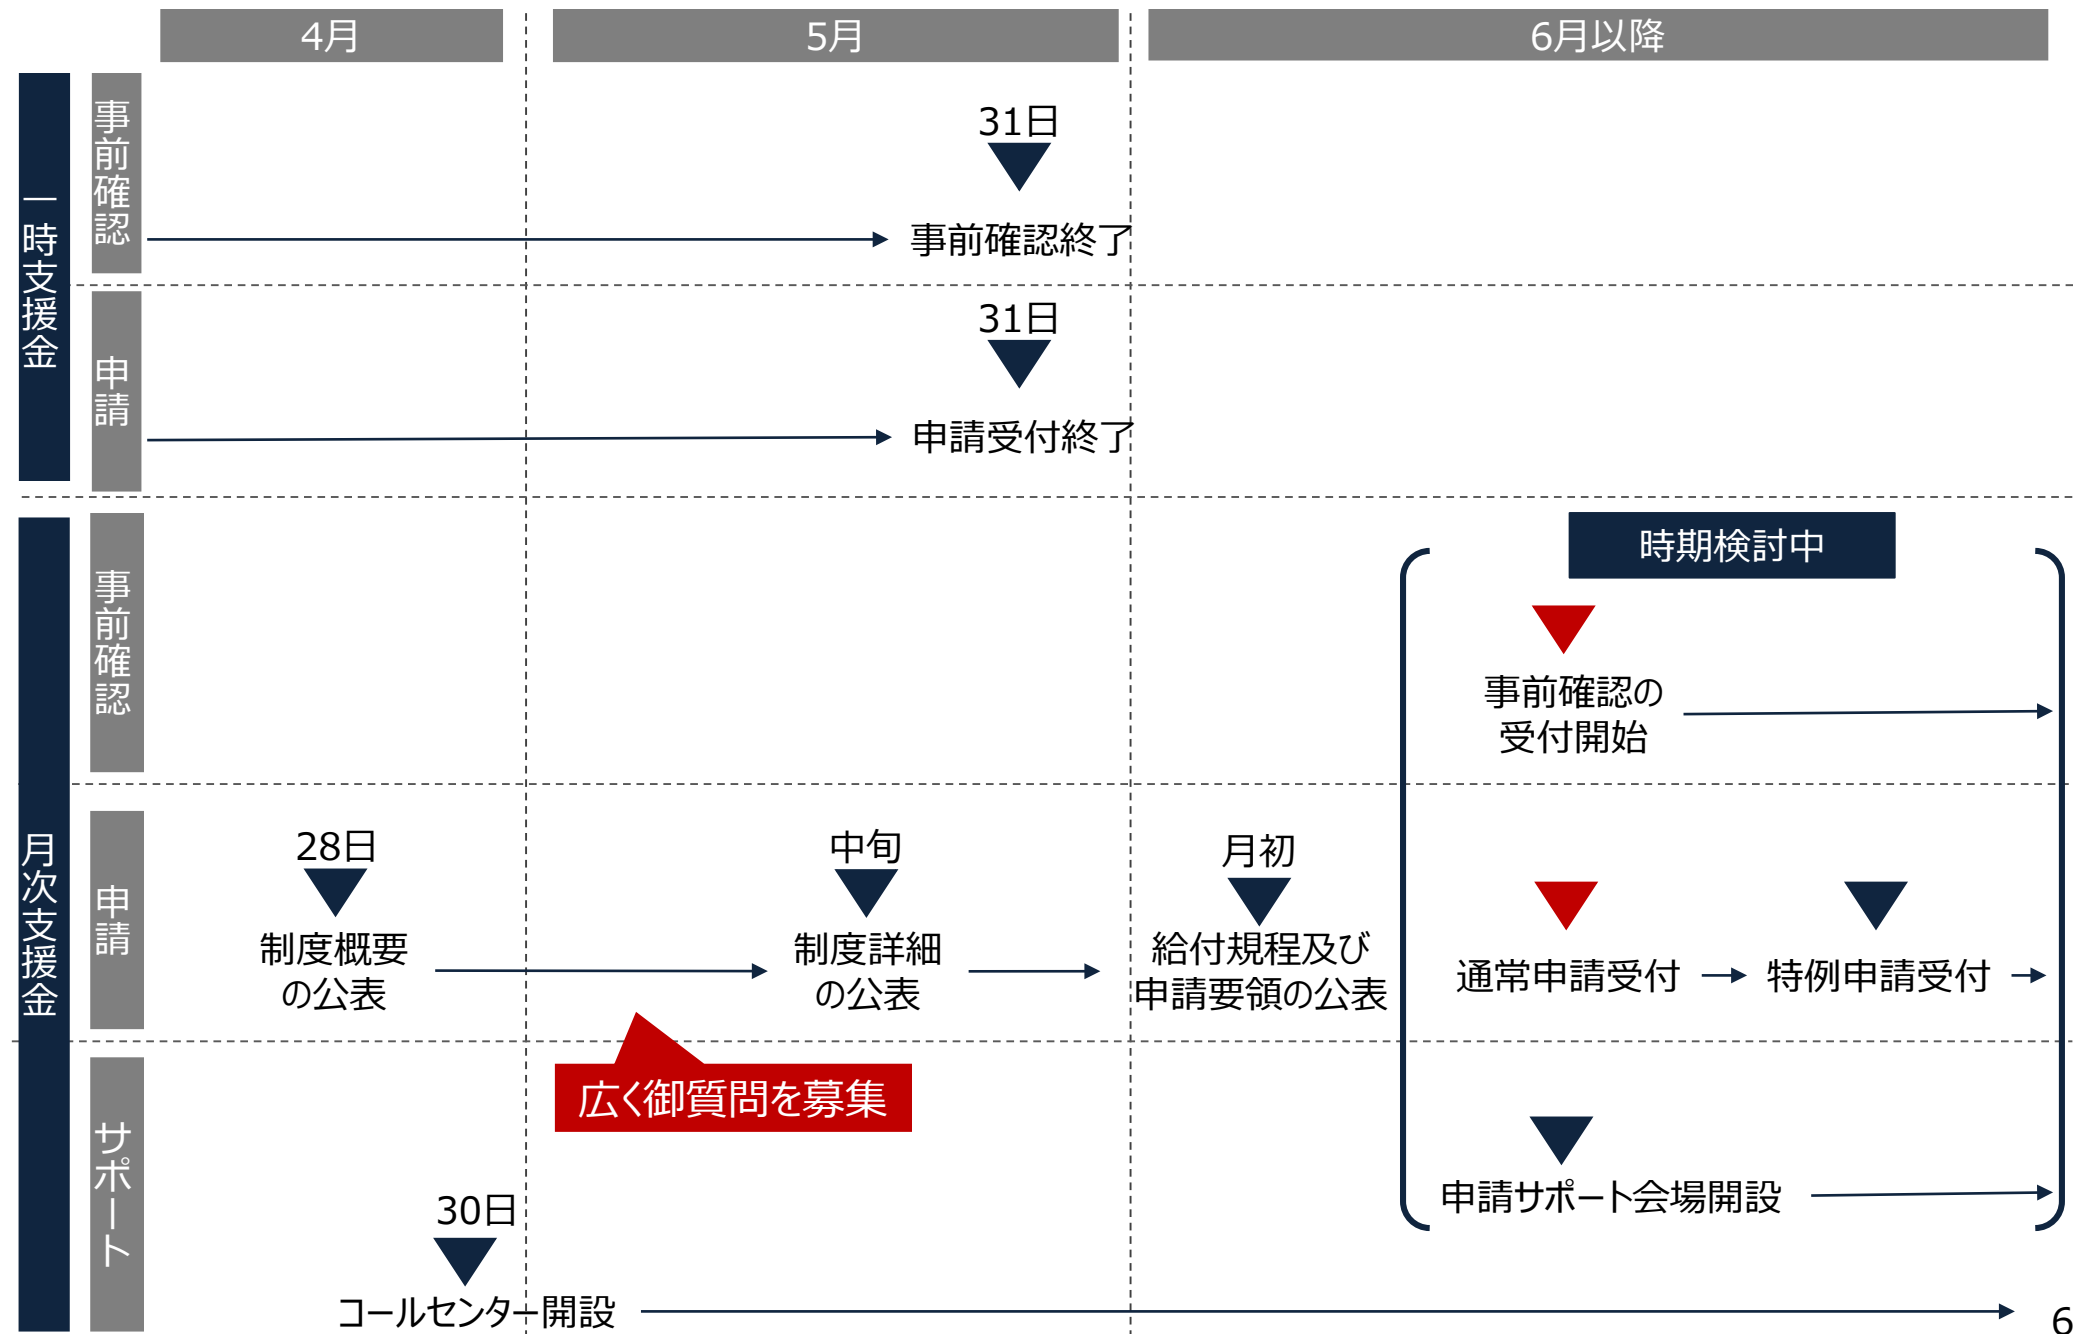 4月
5月
6月以降
一時支援金
事前確認
31日
事前確認終了
申請
31日
申請受付終了
月次支援金
事前確認
時期検討中
事前確認の
受付開始
申請
28日
制度概要
の公表
中旬
制度詳細
の公表
月初
給付規程及び
申請要領の公表
通常申請受付
特例申請受付
広く御質問を募集
サポート
申請サポート会場開設
30日
コールセンター開設
6